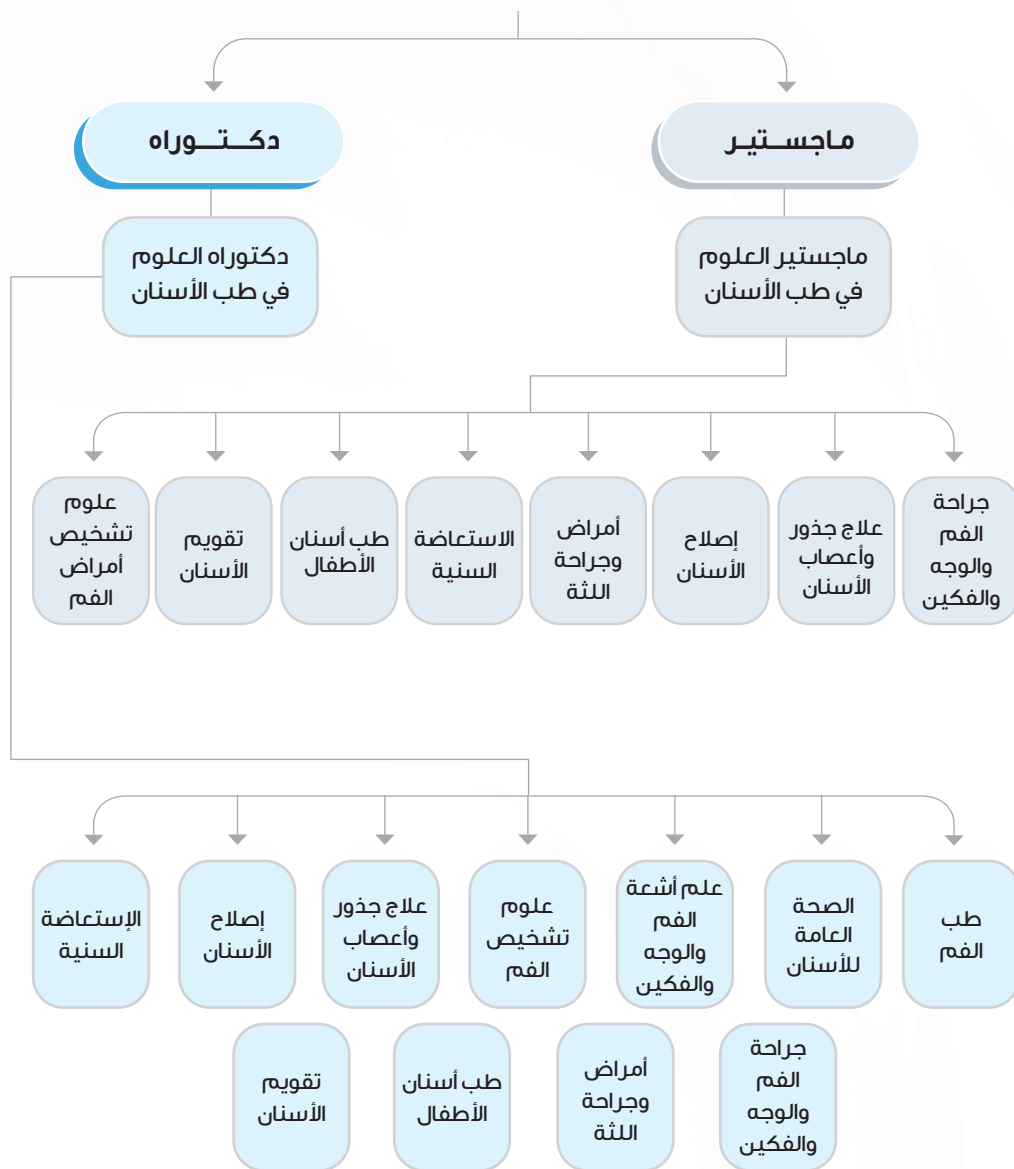 ماجستير
دكتوراه
ماجستير العلوم
في طب الأسنان
دكتوراه العلوم
في طب الأسنان
جراحة
الفم
والوجه
والفكين
علاج جذور
وأعصاب
الأسنان
إصلاح
الأسنان
أمراض
وجراحة
اللثة
الاستعاضة
السنية
طب أسنان
الأطفال
تقويم
الأسنان
علوم
تشخيص
أمراض
الفم
طب
الفم
الصحة
العامة
للأسنان
علم أشعة
الفم
والوجه
والفكين
علوم
تشخيص
الفم
علاج جذور
وأعصاب
الأسنان
إصلاح
الأسنان
الإستعاضة
السنية
جراحة
الفم
والوجه
والفكين
أمراض
وجراحة
اللثة
طب أسنان
الأطفال
تقويم
الأسنان